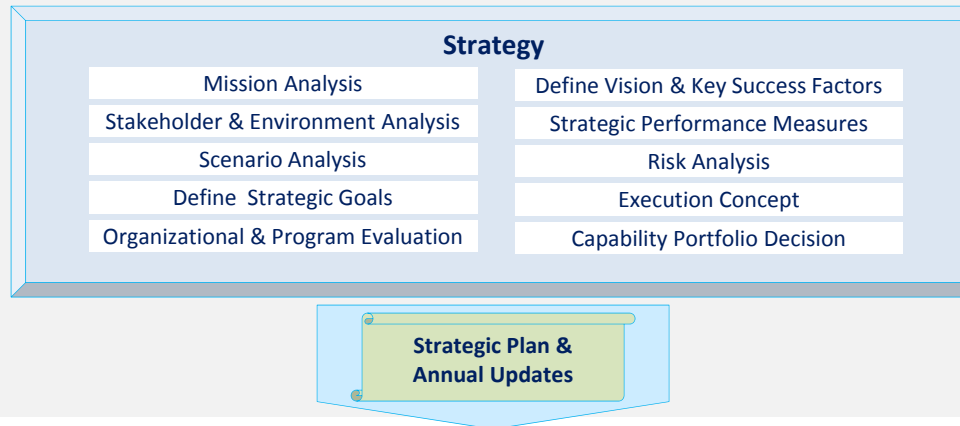 Strategy
Mission Analysis
Stakeholder & Environment Analysis
Scenario Analysis
Define  Strategic Goals
Organizational & Program Evaluation
Define Vision & Key Success Factors
Strategic Performance Measures
Risk Analysis
Execution Concept
Capability Portfolio Decision
Strategic Plan &
Annual Updates